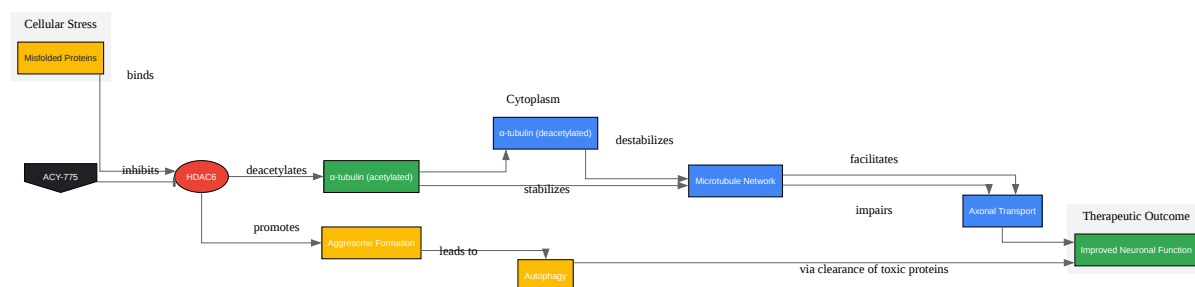 Cellular Stress
Misfolded Proteins
binds
Cytoplasm
α-tubulin (deacetylated)
destabilizes
ACY-775
inhibits
HDAC6
deacetylates
α-tubulin (acetylated)
stabilizes
Microtubule Network
facilitates
impairs
Axonal Transport
Therapeutic Outcome
Improved Neuronal Function
promotes
Aggresome Formation
leads to
Autophagy
via clearance of toxic proteins